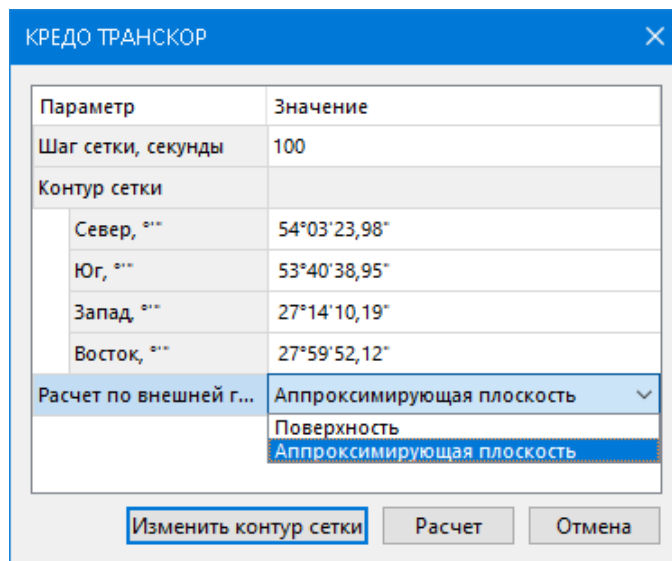 КРЕДО ТРАНСКОР
Параметр Значение
Шаг сетки, секунды 100
Контур сетки
Север, °'" 54°03'23,98"
Юг, °'" 53°40'38,95"
Запад, °'" 27°14'10,19"
Восток, °'" 27°59'52,12"
Расчет по внешней г... Аппроксимирующая плоскость
Поверхность
Аппроксимирующая плоскость
Изменить контур сетки Расчет Отмена